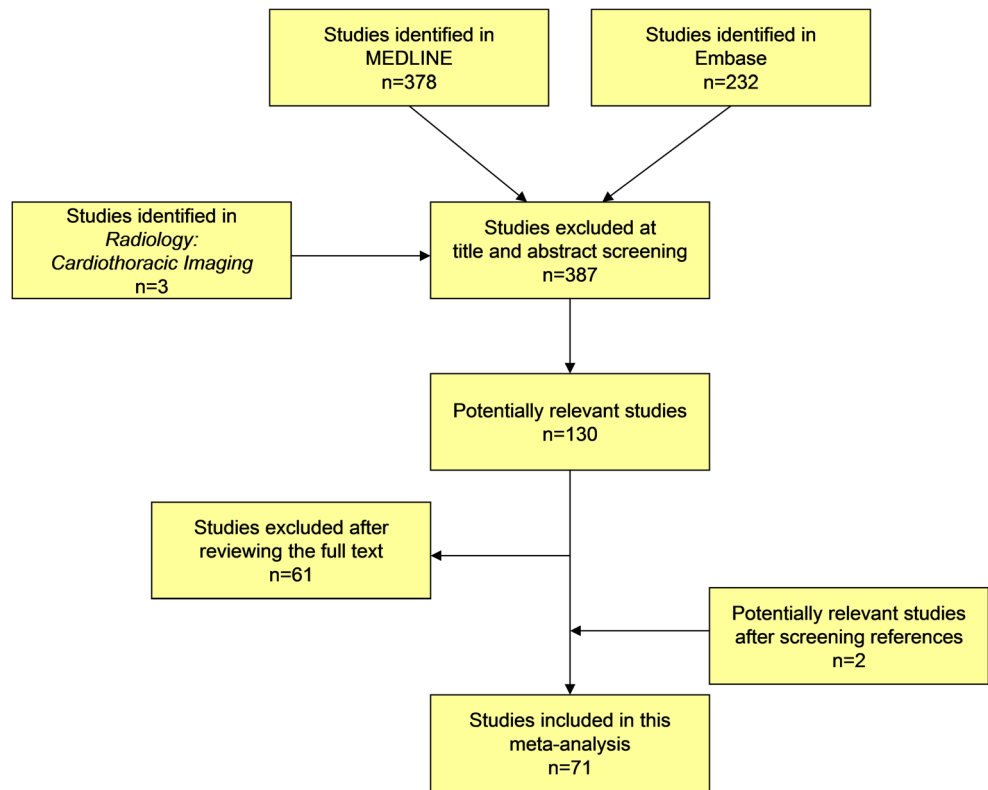 Studies identified in
MEDLINE
n=378
Studies identified in
Embase
n=232
Studies identified in
Radiology:
Cardiothoracic Imaging
n=3
Studies excluded at
title and abstract screening
n=387
Potentially relevant studies
n=130
Studies excluded after
reviewing the full text
n=61
Potentially relevant studies
after screening references
n=2
Studies included in this
meta-analysis
n=71